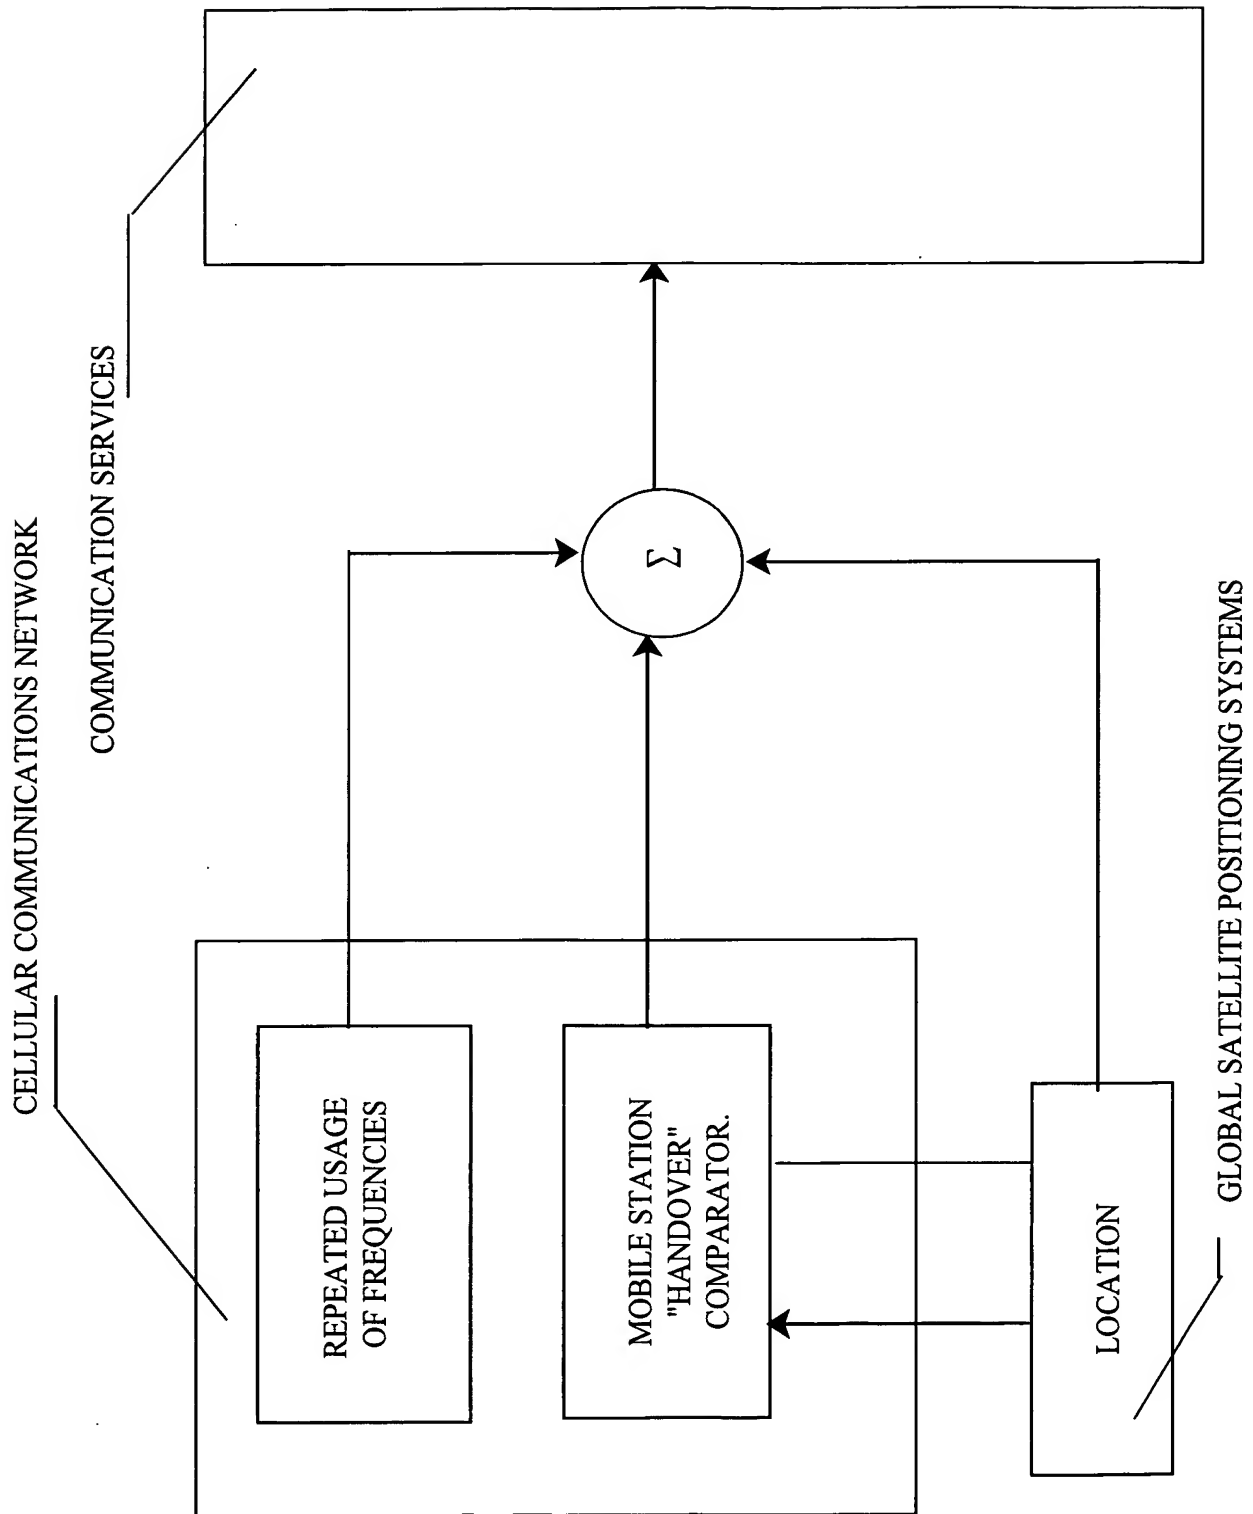 CELLULAR COMMUNICATIONS NETWORK
COMMUNICATION SERVICES
REPEATED USAGE
OF FREQUENCIES
MOBILE STATION
"HANDOVER"
COMPARATOR.
Σ
LOCATION
GLOBAL SATELLITE POSITIONING SYSTEMS